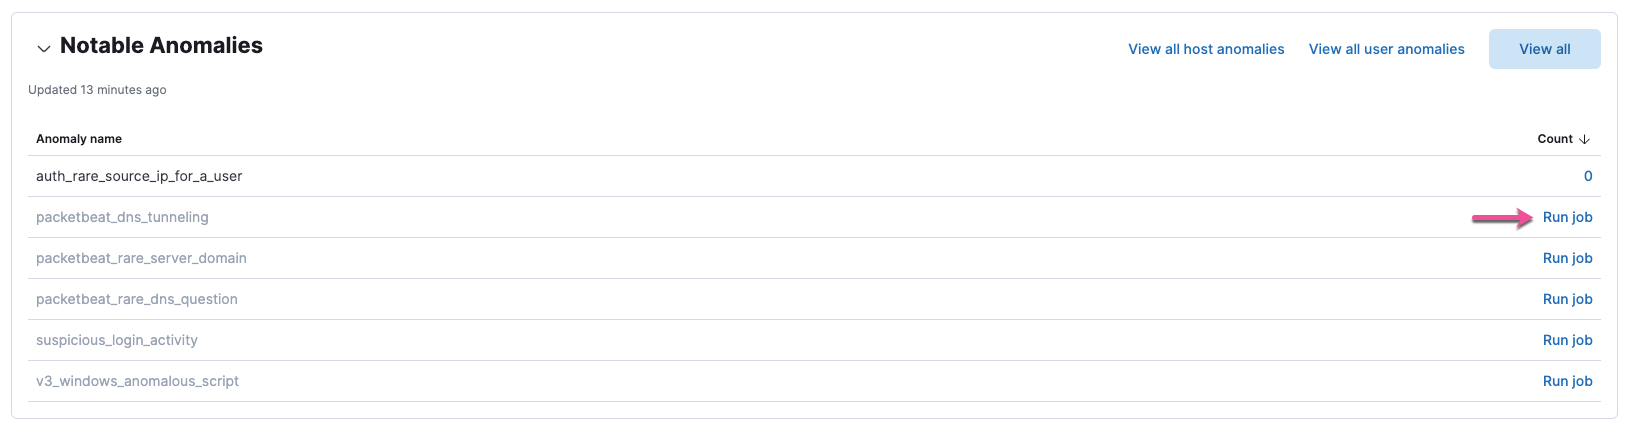 Notable Anomalies
View all host anomalies View all user anomalies View all
Updated 13 minutes ago
Anomaly name Count
auth_rare_source_ip_for_a_user 0
packetbeat_dns_tunneling Run job
packetbeat_rare_server_domain Run job
packetbeat_rare_dns_question Run job
suspicious_login_activity Run job
v3_windows_anomalous_script Run job